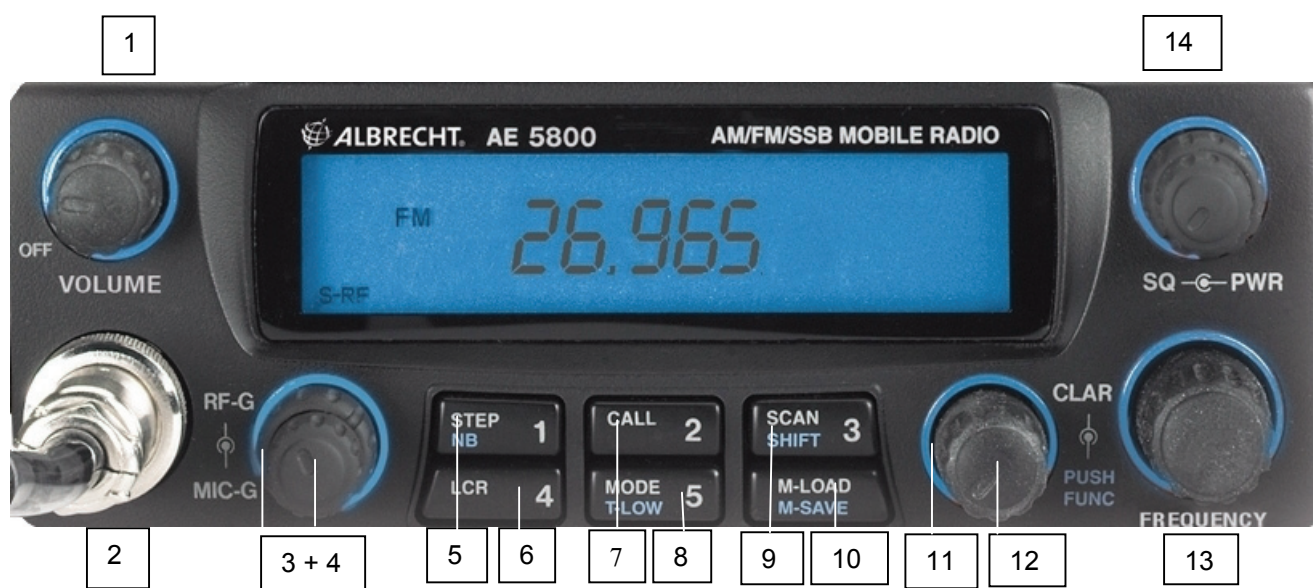 1
14
ALBRECHT® AE 5800 AM/FM/SSB MOBILE RADIO
FM 26.965
S-RF
OFF
VOLUME
SQ PWR
RF-G
MIC-G
STEP 1
NB
CALL 2
SCAN 3
SHIFT
LCR 4
MODE 5
T-LOW
M-LOAD
M-SAVE
CLAR
PUSH
FUNC
FREQUENCY
2
3 + 4
5
6
7
8
9
10
11
12
13